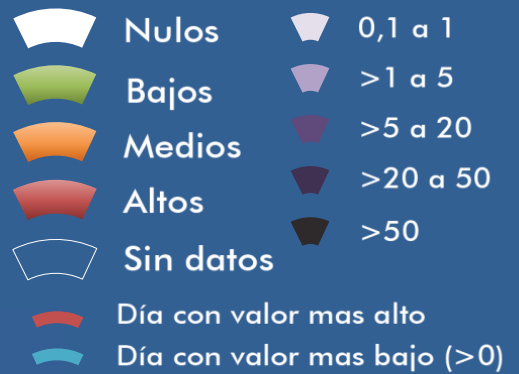 Nulos
Bajos
Medios
Altos
Sin datos
0,1 a 1
>1 a 5
>5 a 20
>20 a 50
>50
Día con valor mas alto
Día con valor mas bajo (>0)